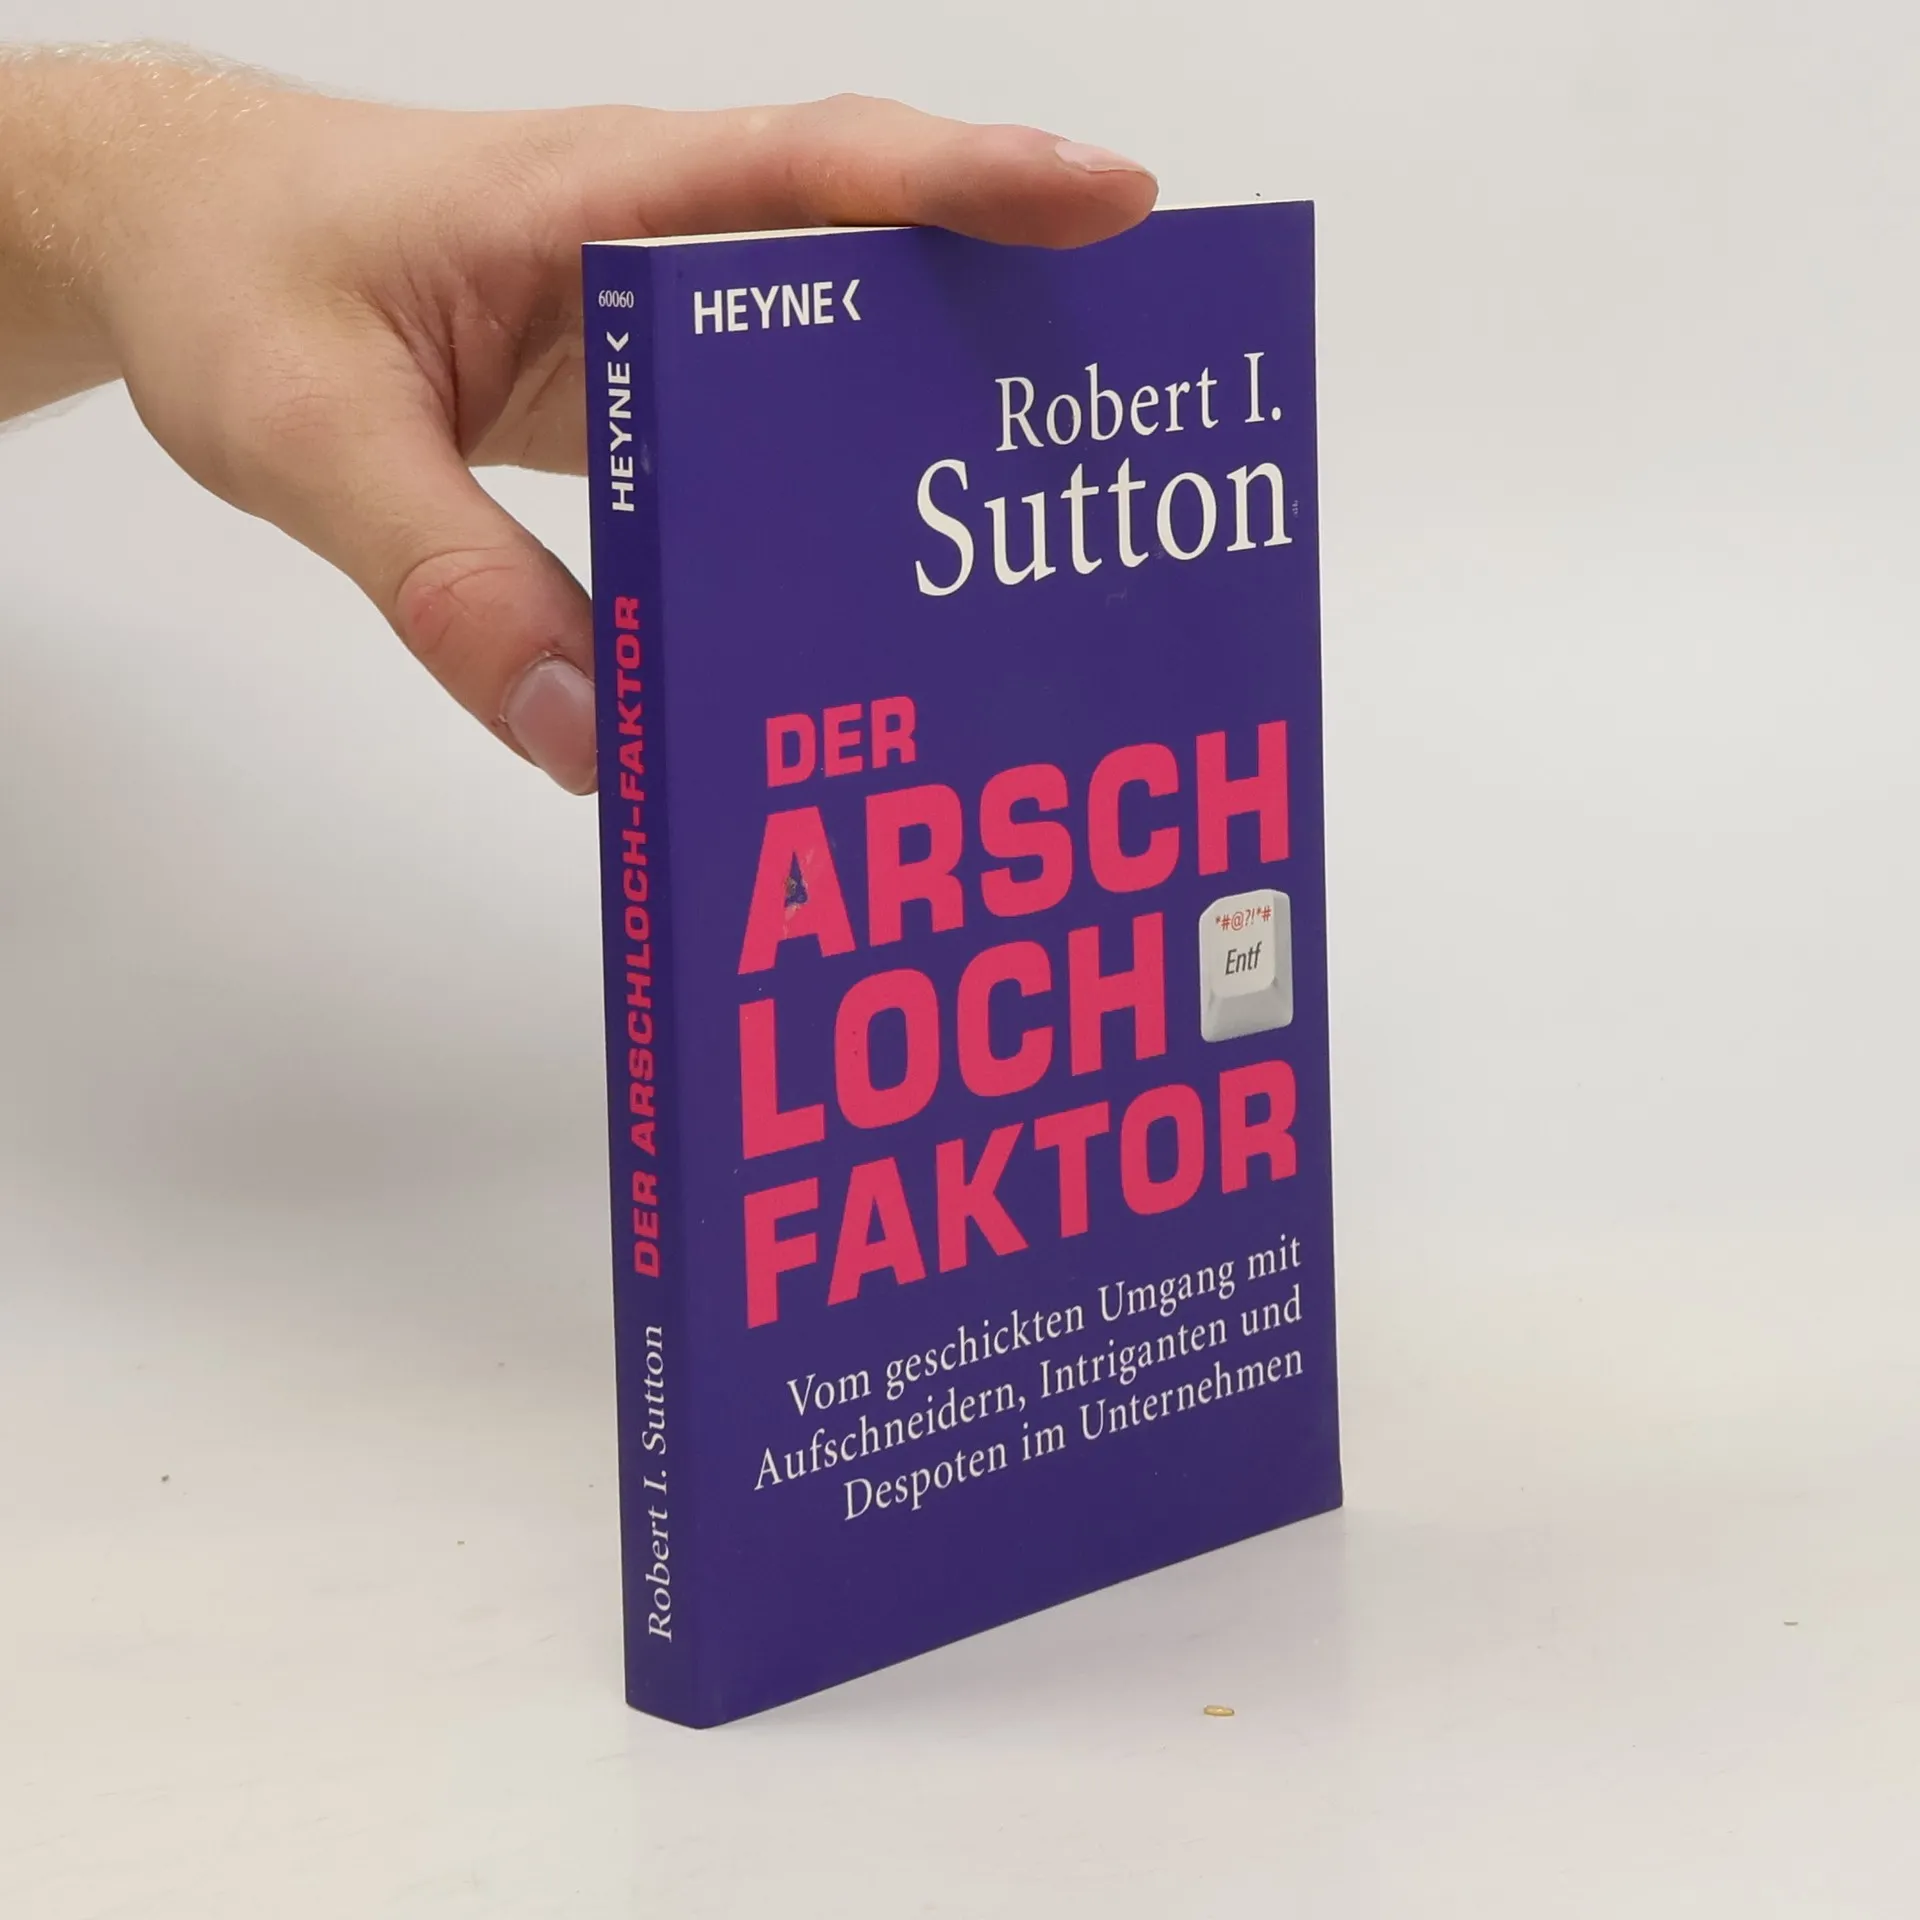 60060
HEYNE<
DER ARSCHLOCH-FAKTOR
Robert I. Sutton
HEYNE<
Robert I.
Sutton
DER
ARSCH
LOCH
*#@?!*#
Entf
FAKTOR
Vom geschickten Umgang mit
Aufschneidern, Intriganten und
Despoten im Unternehmen